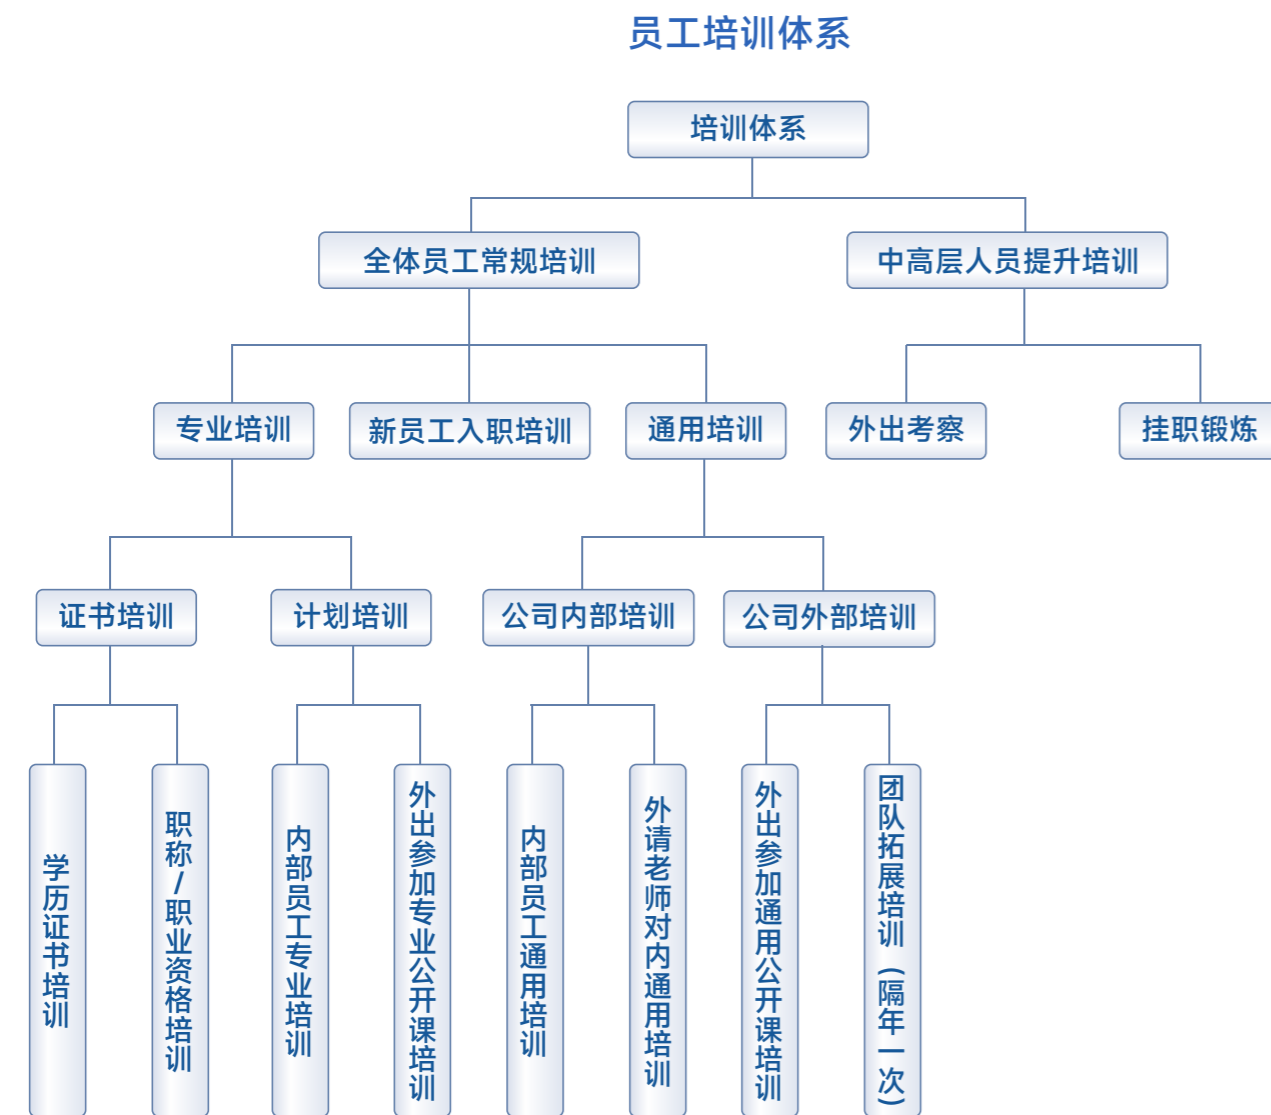 员工培训体系
培训体系
全体员工常规培训
中高层人员提升培训
专业培训
新员工入职培训
通用培训
外出考察
挂职锻炼
证书培训
计划培训
公司内部培训
公司外部培训
学历证书培训
职称/职业资格培训
内部员工专业培训
外出参加专业公开课培训
内部员工通用培训
外请老师对内通用培训
外出参加通用公开课培训
团队拓展培训（隔年一次）